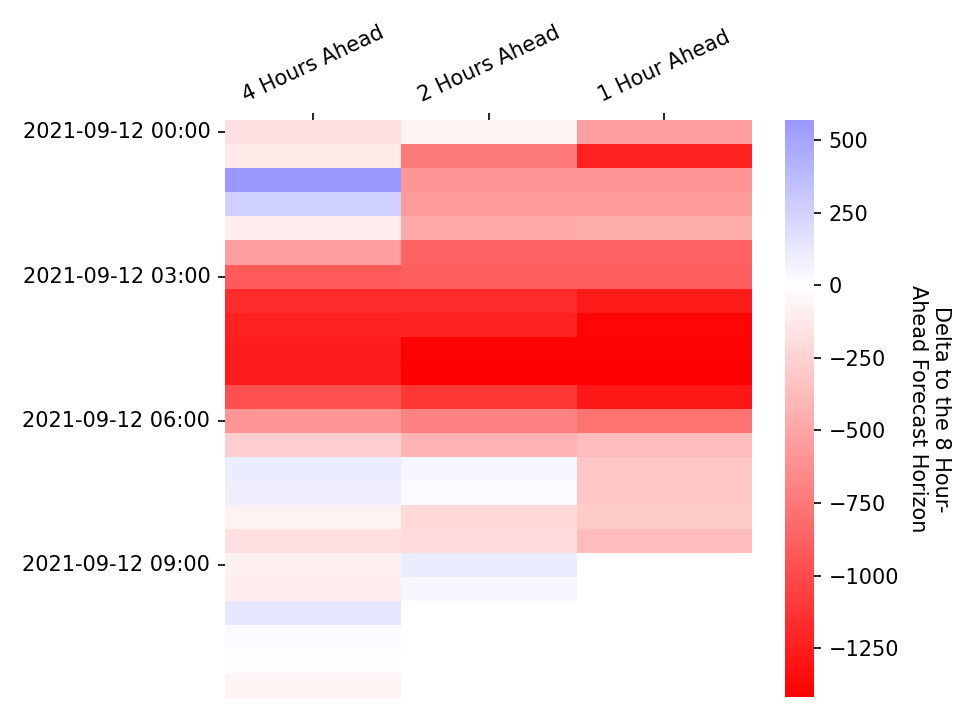 4 Hours Ahead
2 Hours Ahead
1 Hour Ahead
2021-09-12 00:00
2021-09-12 03:00
2021-09-12 06:00
2021-09-12 09:00
500
250
0
−250
−500
−750
−1000
−1250
Delta to the 8 Hour-
Ahead Forecast Horizon